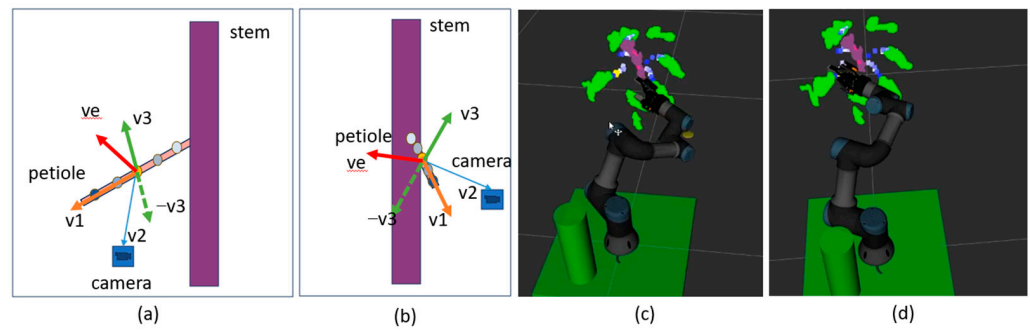 stem
ve
v3
petiole
v1
−v3
v2
camera
(a)
stem
v3
petiole
ve
camera
v2
−v3
v1
(b)
(c)
(d)